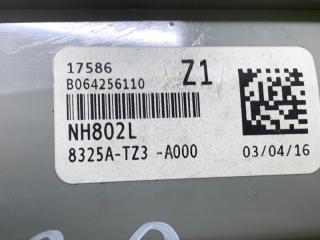 17586 Z1
B064256110
NH802L
8325A-TZ3 -A000 03/04/16